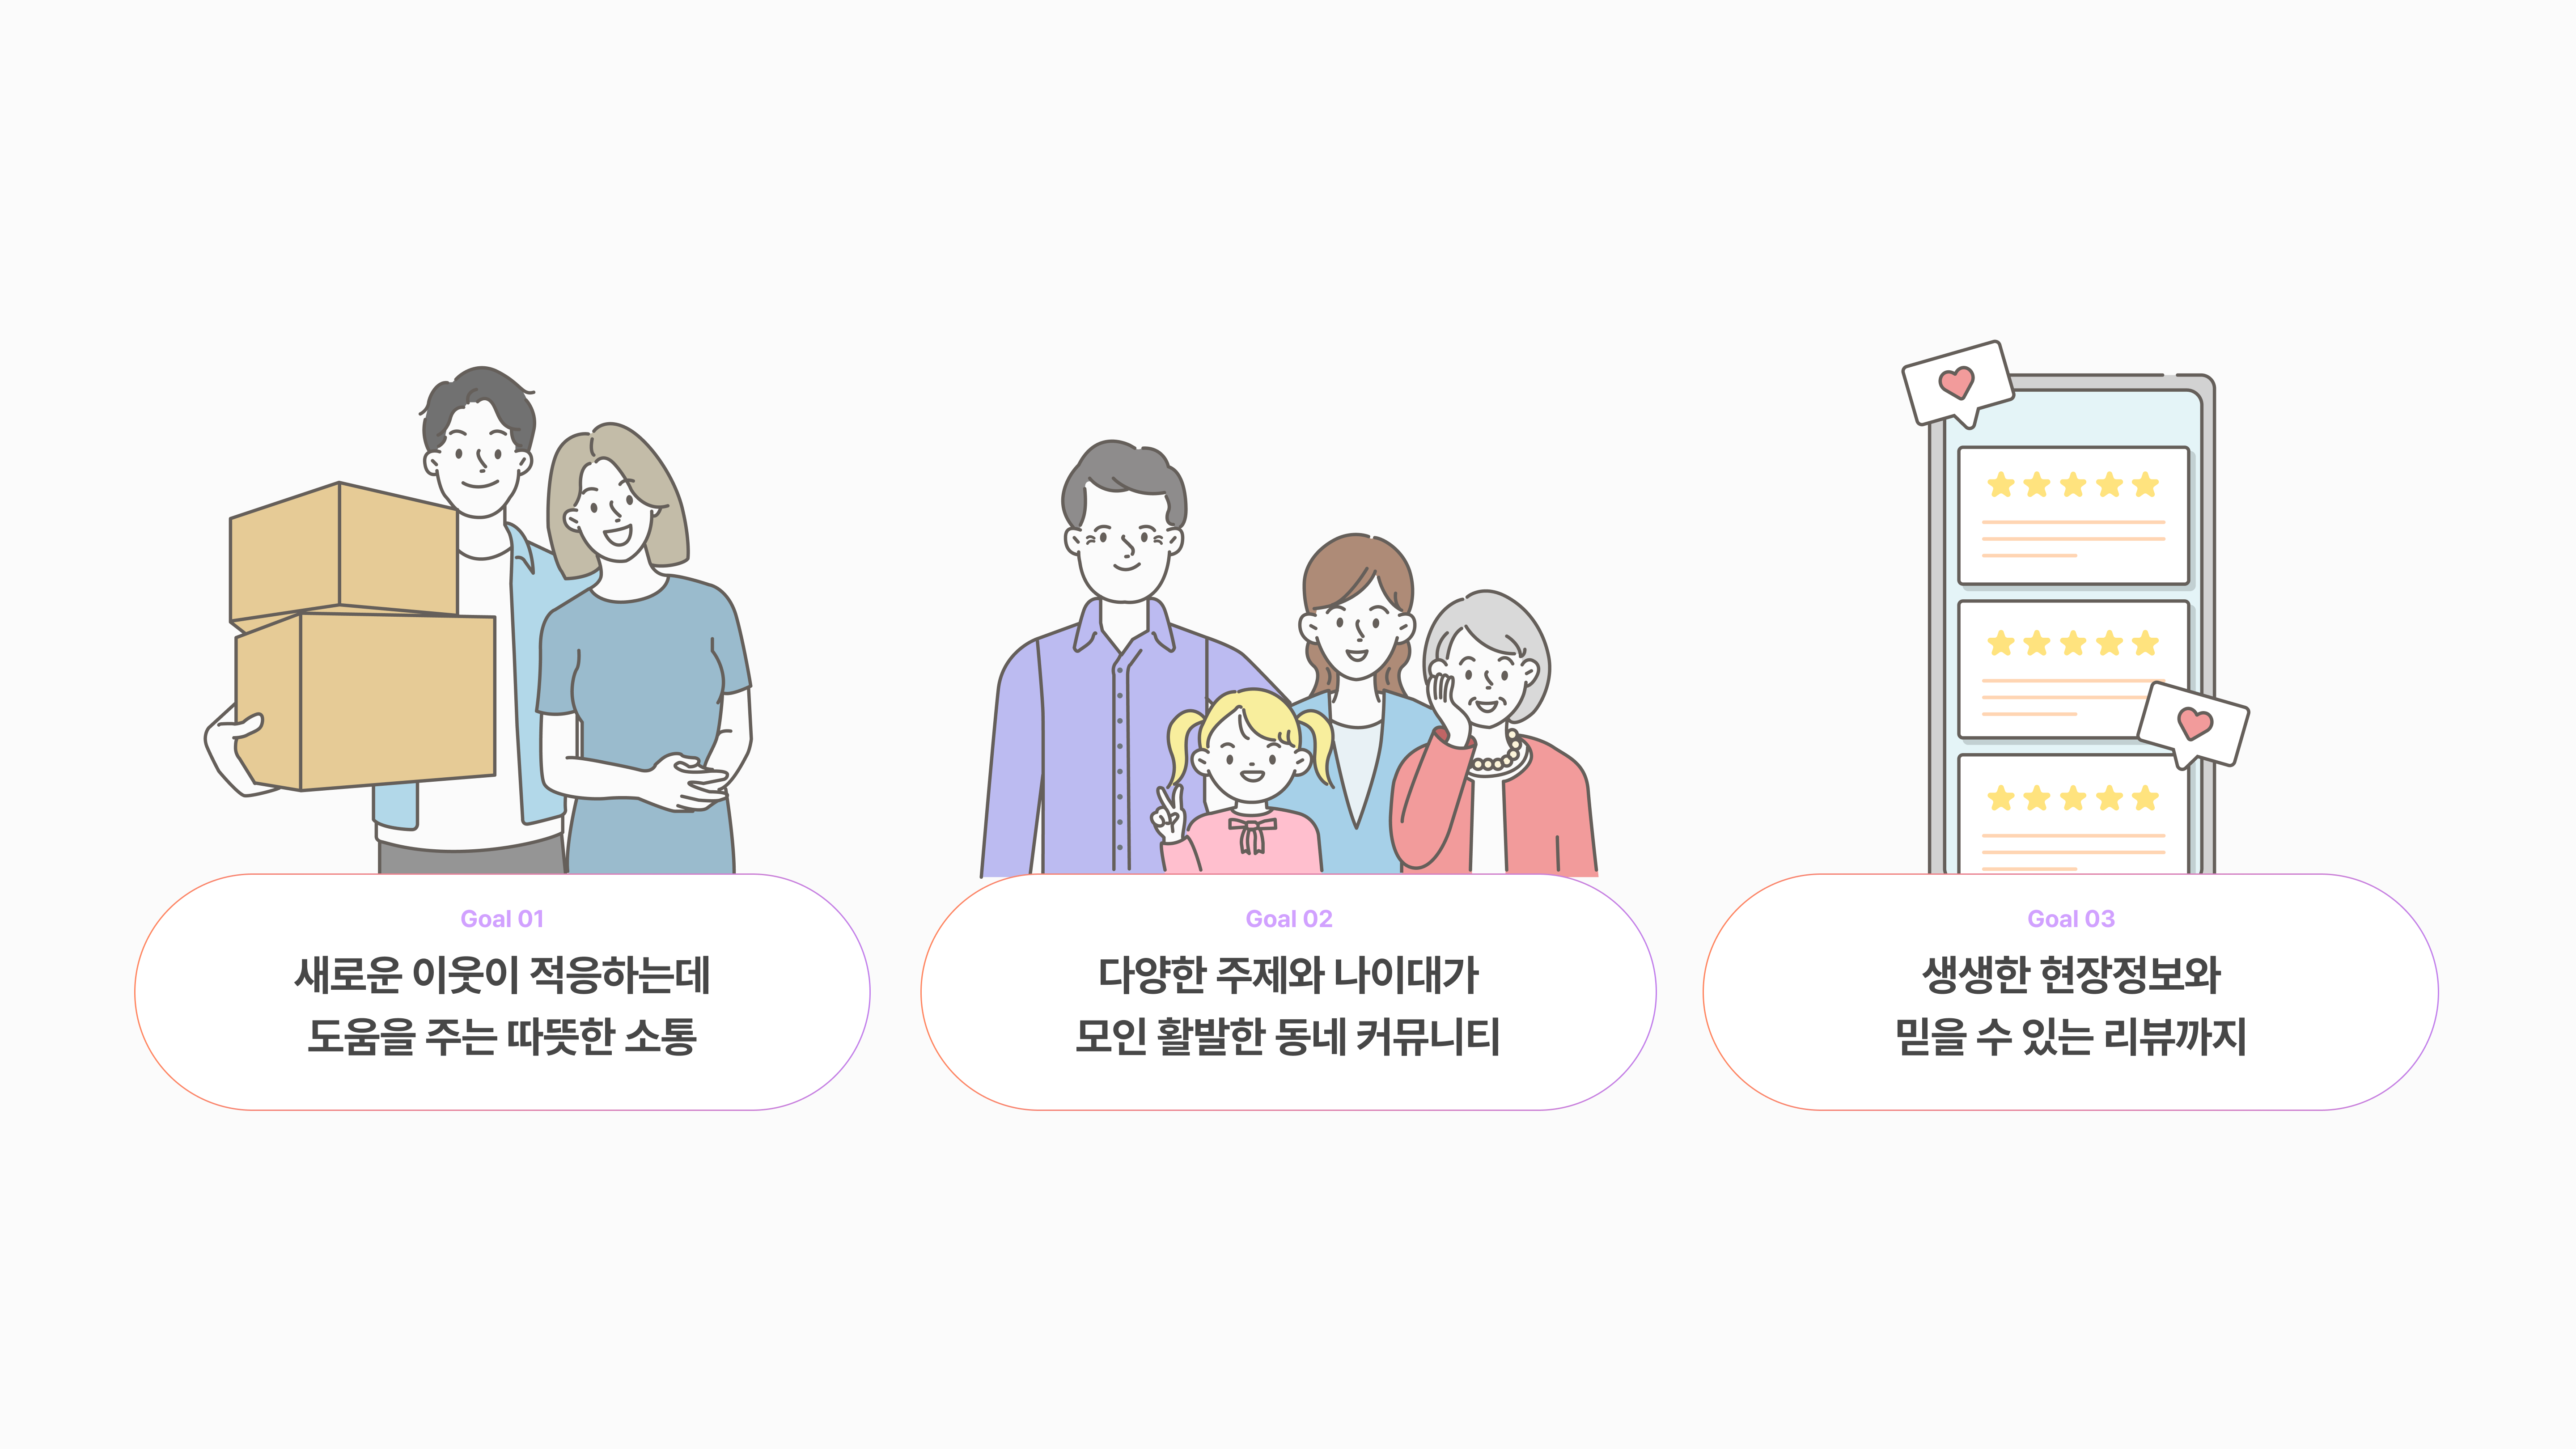 Goal 01
새로운 이웃이 적응하는데
도움을 주는 따뜻한 소통
Goal 02
다양한 주제와 나이대가
모인 활발한 동네 커뮤니티
Goal 03
생생한 현장정보와
믿을 수 있는 리뷰까지